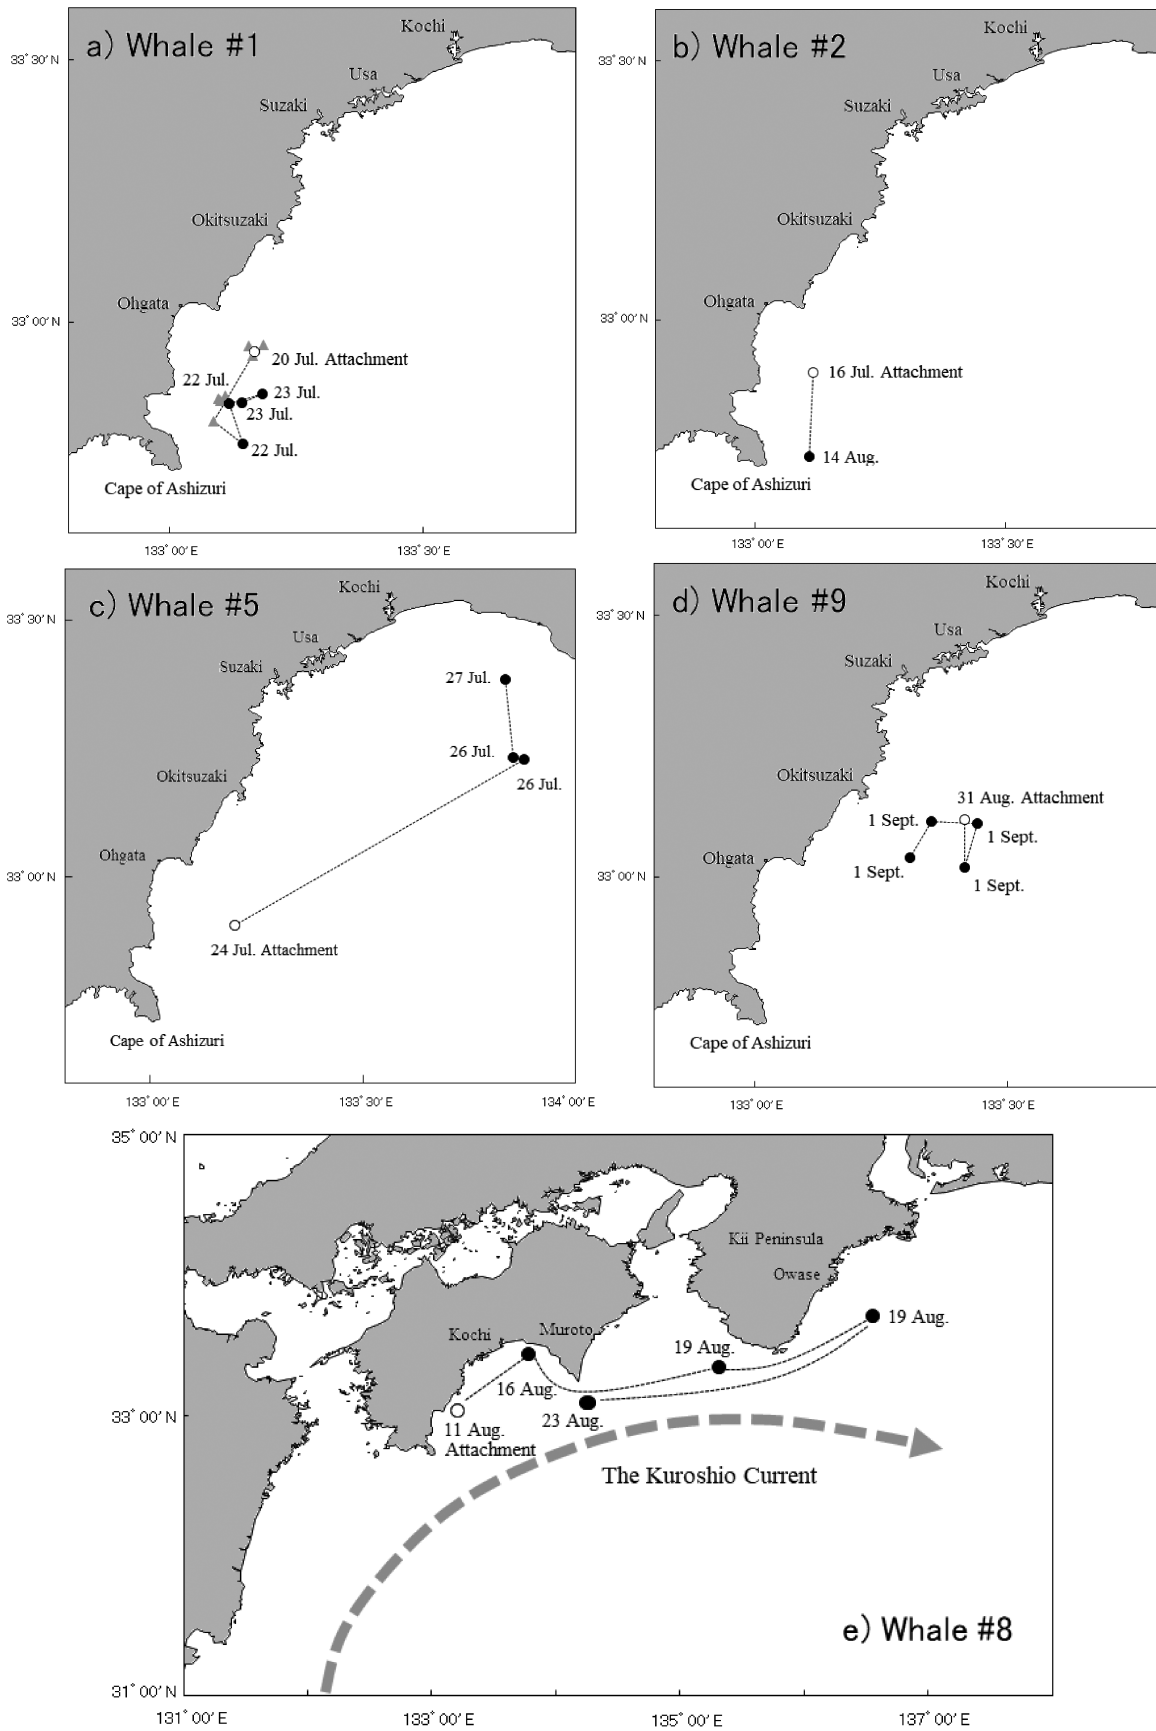 a) Whale #1
Kochi
33° 30′ N
Usa
Suzaki
Okitsuzaki
Ohgata
33° 00′ N
20 Jul. Attachment
22 Jul.
23 Jul.
23 Jul.
22 Jul.
Cape of Ashizuri
133° 00′ E
133° 30′ E
b) Whale #2
Kochi
33° 30′ N
Usa
Suzaki
Okitsuzaki
Ohgata
33° 00′ N
16 Jul. Attachment
14 Aug.
Cape of Ashizuri
133° 00′ E
133° 30′ E
c) Whale #5
Kochi
33° 30′ N
Usa
Suzaki
27 Jul.
26 Jul.
26 Jul.
Okitsuzaki
Ohgata
33° 00′ N
24 Jul. Attachment
Cape of Ashizuri
133° 00′ E
133° 30′ E
134° 00′ E
d) Whale #9
Kochi
33° 30′ N
Usa
Suzaki
Okitsuzaki
31 Aug. Attachment
1 Sept.
1 Sept.
Ohgata
1 Sept.
1 Sept.
33° 00′ N
Cape of Ashizuri
133° 00′ E
133° 30′ E
35° 00′ N
Kii Peninsula
Owase
Kochi
Muroto
19 Aug.
19 Aug.
16 Aug.
23 Aug.
33° 00′ N
11 Aug.
Attachment
The Kuroshio Current
e) Whale #8
31° 00′ N
131° 00′ E
133° 00′ E
135° 00′ E
137° 00′ E